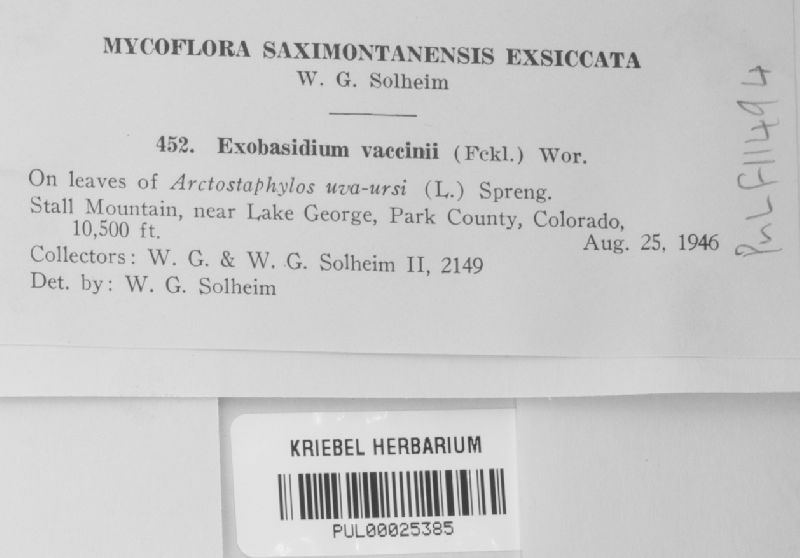 MYCOFLORA SAXIMONTANENSIS EXSICCATA
W. G. Solheim
452. Exobasidium vaccinii (Fckl.) Wor.
On leaves of Arctostaphylos uva-ursi (L.) Spreng.
Stall Mountain, near Lake George, Park County, Colorado,
10,500 ft. Aug. 25, 1946
Collectors: W. G. & W. G. Solheim II, 2149
Det. by: W. G. Solheim
PUL F11494
KRIEBEL HERBARIUM
PUL00025385